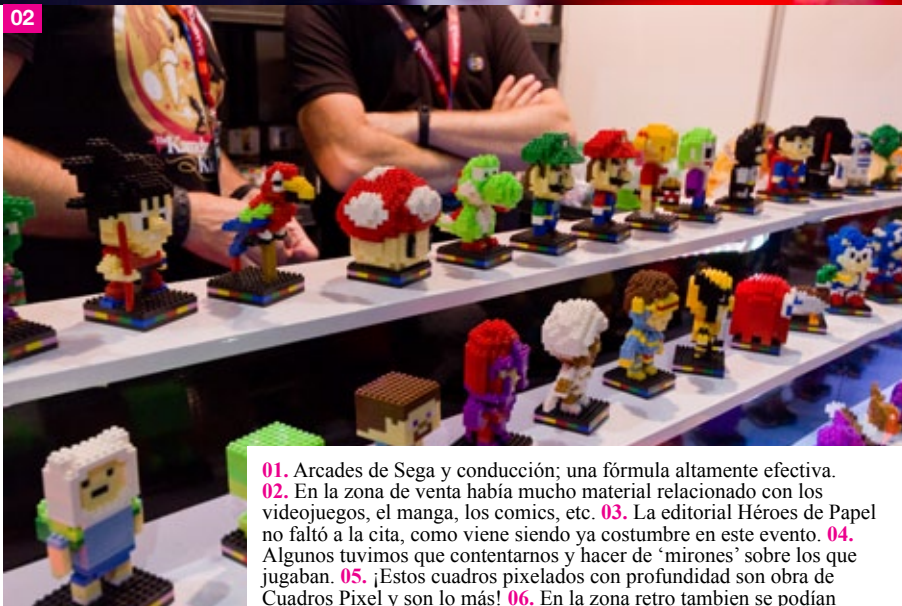 02
The
Kandy
01. Arcades de Sega y conducción; una fórmula altamente efectiva.
02. En la zona de venta había mucho material relacionado con los
videojuegos, el manga, los comics, etc. 03. La editorial Héroes de Papel
no faltó a la cita, como viene siendo ya costumbre en este evento. 04.
Algunos tuvimos que contentarnos y hacer de ‘mirones’ sobre los que
jugaban. 05. ¡Estos cuadros pixelados con profundidad son obra de
Cuadros Pixel y son lo más! 06. En la zona retro tambien se podían